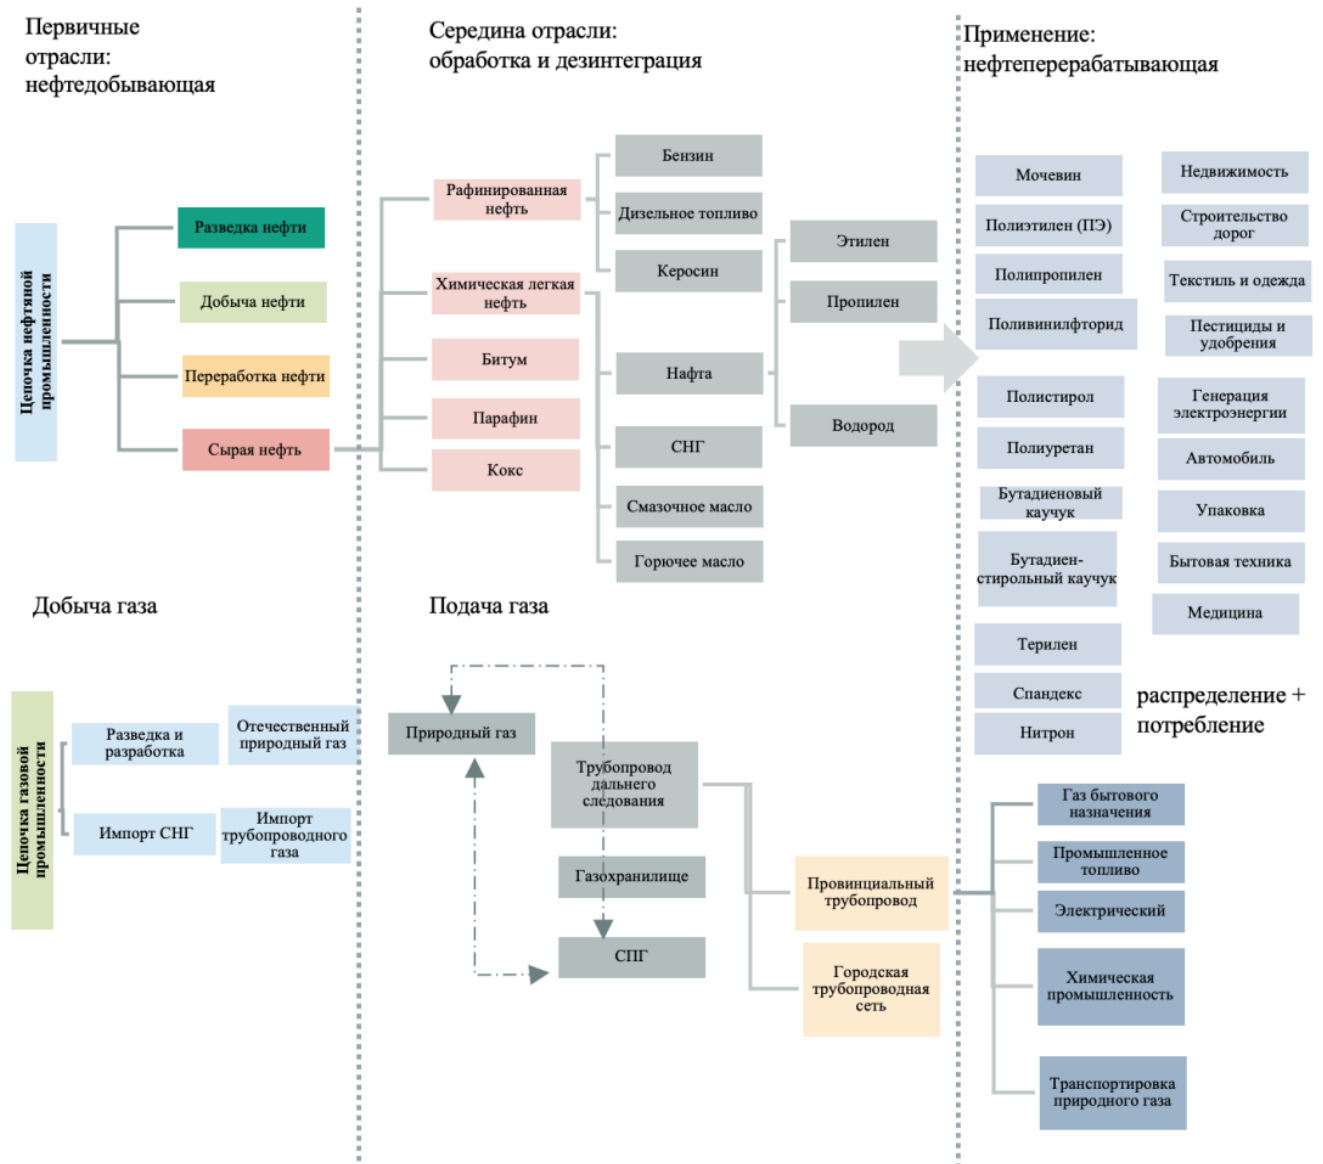 Первичные
отрасли:
нефтедобывающая
Середина отрасли:
обработка и дезинтеграция
Применение:
нефтеперерабатывающая
Цепочка нефтяной
промышленности
Разведка нефти
Добыча нефти
Переработка нефти
Сырая нефть
Рафинированная
нефть
Химическая легкая
нефть
Битум
Парафин
Кокс
Бензин
Дизельное топливо
Керосин
Нафта
СНГ
Смазочное масло
Горючее масло
Этилен
Пропилен
Водород
Мочевин
Полиэтилен (ПЭ)
Полипропилен
Поливинилфторид
Полистирол
Полиуретан
Бутадиеновый
каучук
Бутадиен-
стирольный каучук
Терилен
Спандекс
Нитрон
Недвижимость
Строительство
дорог
Текстиль и одежда
Пестициды и
удобрения
Генерация
электроэнергии
Автомобиль
Упаковка
Бытовая техника
Медицина
Добыча газа
Подача газа
распределение +
потребление
Цепочка газовой
промышленности
Разведка и
разработка
Отечественный
природный газ
Импорт СНГ
Импорт
трубопроводного
газа
Природный газ
Трубопровод
дальнего
следования
Газохранилище
СПГ
Провинциальный
трубопровод
Городская
трубопроводная
сеть
Газ бытового
назначения
Промышленное
топливо
Электрический
Химическая
промышленность
Транспортировка
природного газа